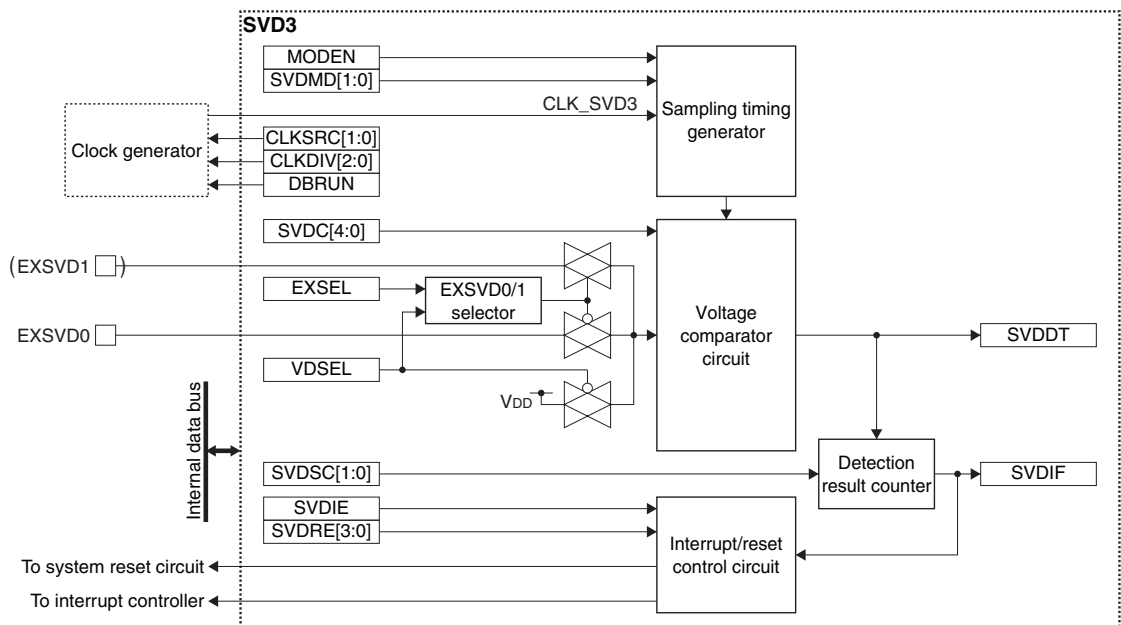 SVD3
MODEN
SVDMD[1:0]
CLK_SVD3
Sampling timing
generator
Clock generator
CLKSRC[1:0]
CLKDIV[2:0]
DBRUN
SVDC[4:0]
(EXSVD1)
EXSEL
EXSVD0/1
selector
EXSVD0
Voltage
comparator
circuit
SVDDT
VDSEL
VDD
Internal data bus
SVDSC[1:0]
Detection
result counter
SVDIF
SVDIE
SVDRE[3:0]
Interrupt/reset
control circuit
To system reset circuit
To interrupt controller